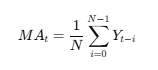 MA_t = \frac{1}{N} \sum_{i=0}^{N-1} Y_{t-i}